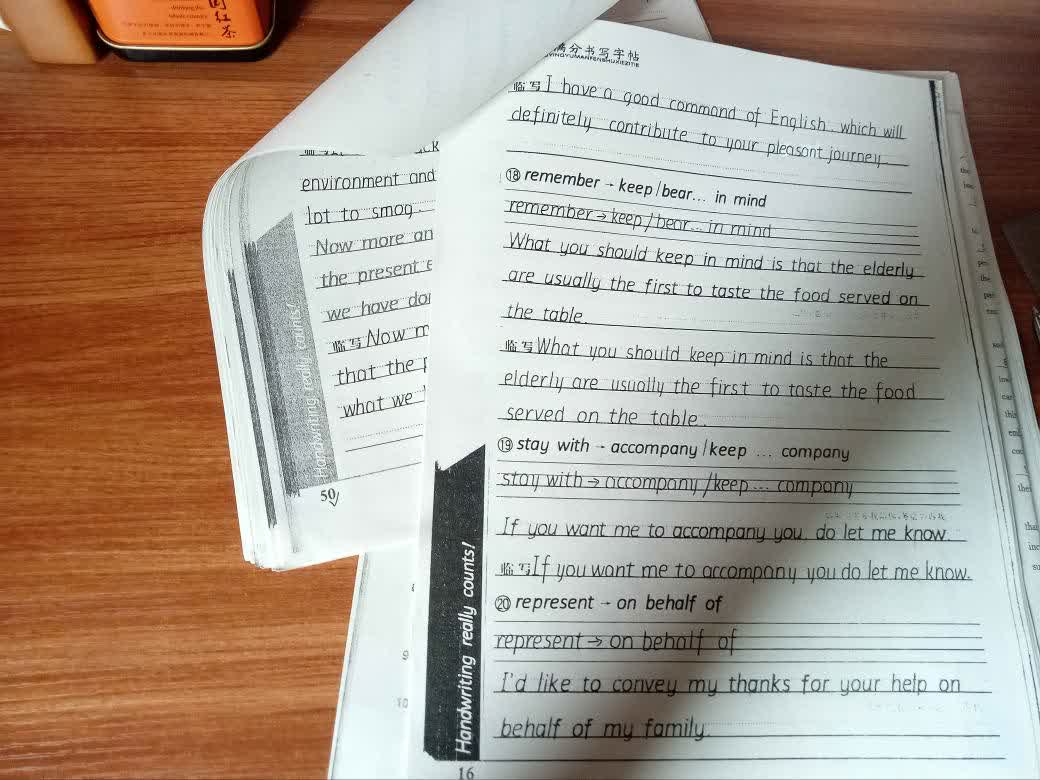 红茶
满分书写字帖
YINGYUMANFENSHUXIEZITIE
临写 I have a good command of English, which will
definitely contribute to your pleasant journey.
⑱ remember → keep/bear... in mind
remember → keep/bear... in mind
What you should keep in mind is that the elderly
are usually the first to taste the food served on
the table.
临写 What you should keep in mind is that the
elderly are usually the first to taste the food
served on the table.
⑲ stay with → accompany/keep ... company
stay with → accompany/keep... company
If you want me to accompany you, do let me know.
临写 If you want me to accompany you do let me know.
⑳ represent → on behalf of
represent → on behalf of
I'd like to convey my thanks for your help on
behalf of my family.
Handwriting really counts!
16
environment and
lot to smog.
Now more an
the present e
we have do
临写 Now m
that the p
what we
Handwriting really counts!
50
9
10